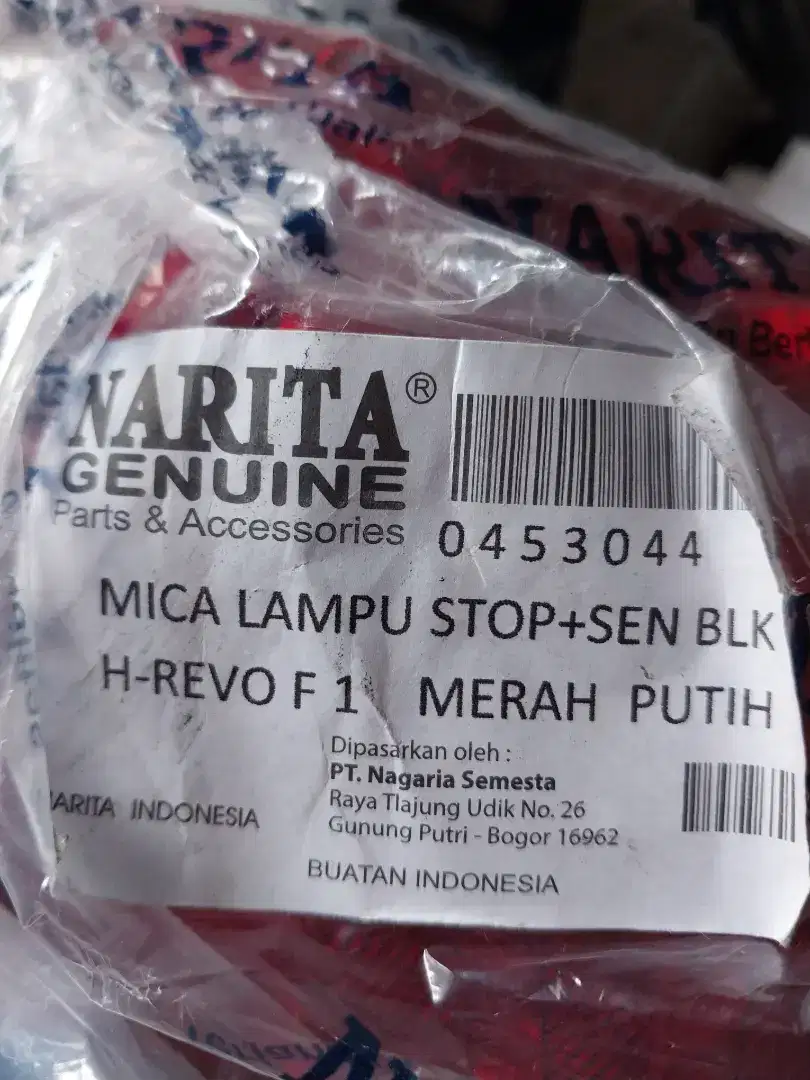 NARITA®
GENUINE
Parts & Accessories
0453044
MICA LAMPU STOP+SEN BLK
H-REVO F 1 MERAH PUTIH
Dipasarkan oleh :
PT. Nagaria Semesta
Raya Tlajung Udik No. 26
Gunung Putri - Bogor 16962
ARITA INDONESIA
BUATAN INDONESIA